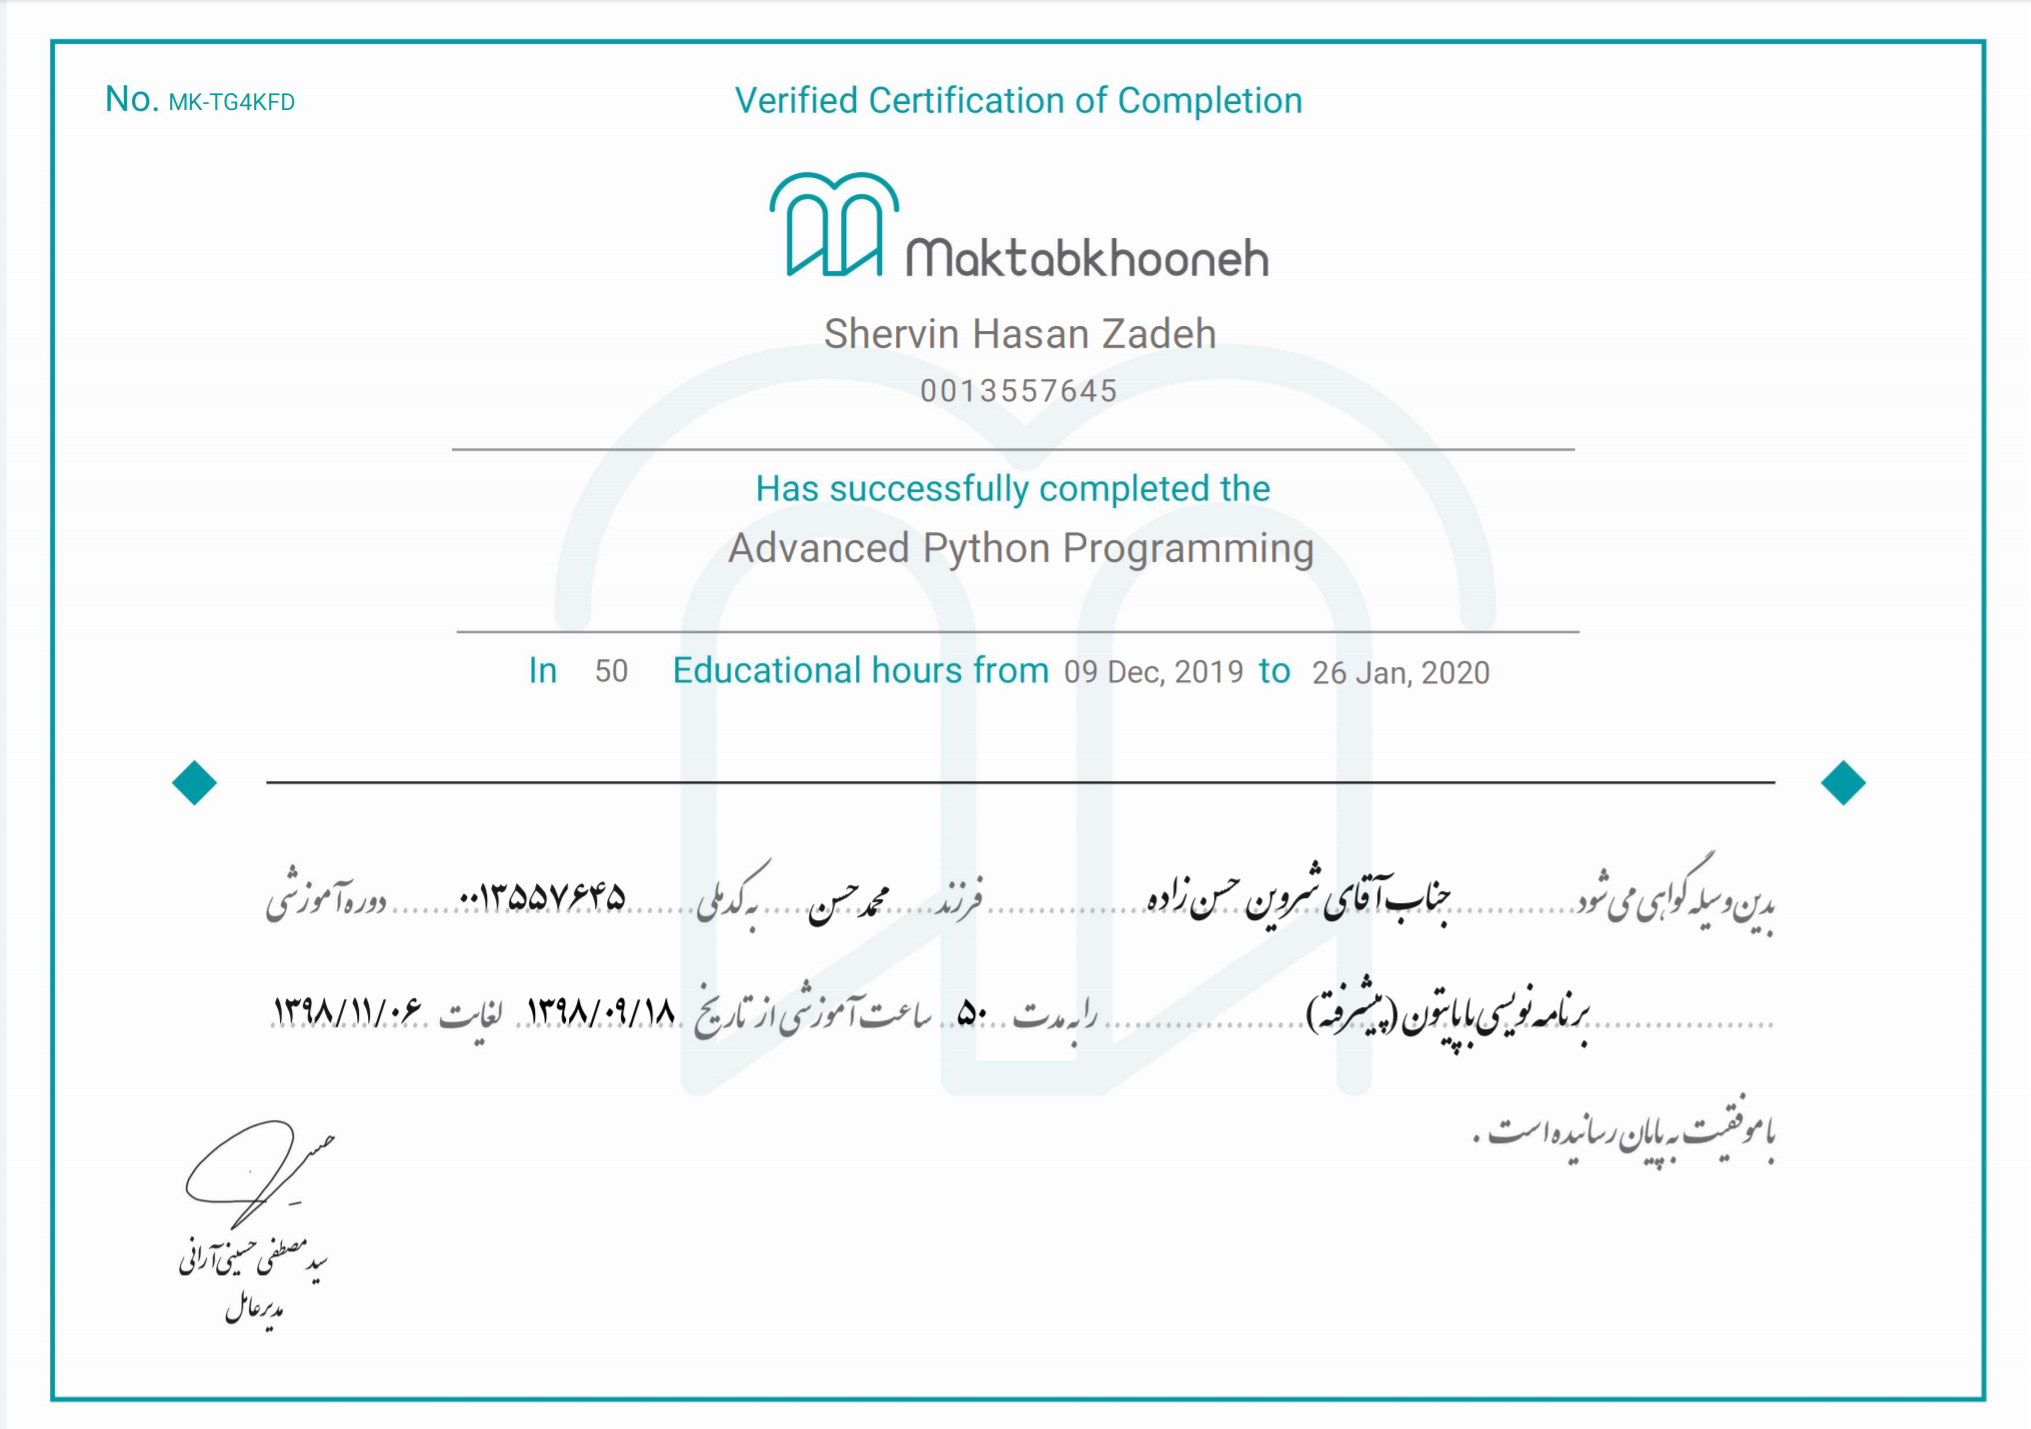 No. MK-TG4KFD
Verified Certification of Completion
Maktabkhooneh
Shervin Hasan Zadeh
0013557645
Has successfully completed the
Advanced Python Programming
In 50 Educational hours from 09 Dec, 2019 to 26 Jan, 2020
بدین وسیله گواهی می شود جناب آقای شروین حسن زاده فرزند محمد حسن به کد ملی ۰۰۱۳۵۵۷۶۴۵ دوره آموزشی
برنامه نویسی با پایتون (پیشرفته) را به مدت ۵۰ ساعت آموزشی از تاریخ ۱۳۹۸/۰۹/۱۸ لغایت ۱۳۹۸/۱۱/۰۶
با موفقیت به پایان رسانیده است .
سید مصطفی حسینی آرانی
مدیرعامل